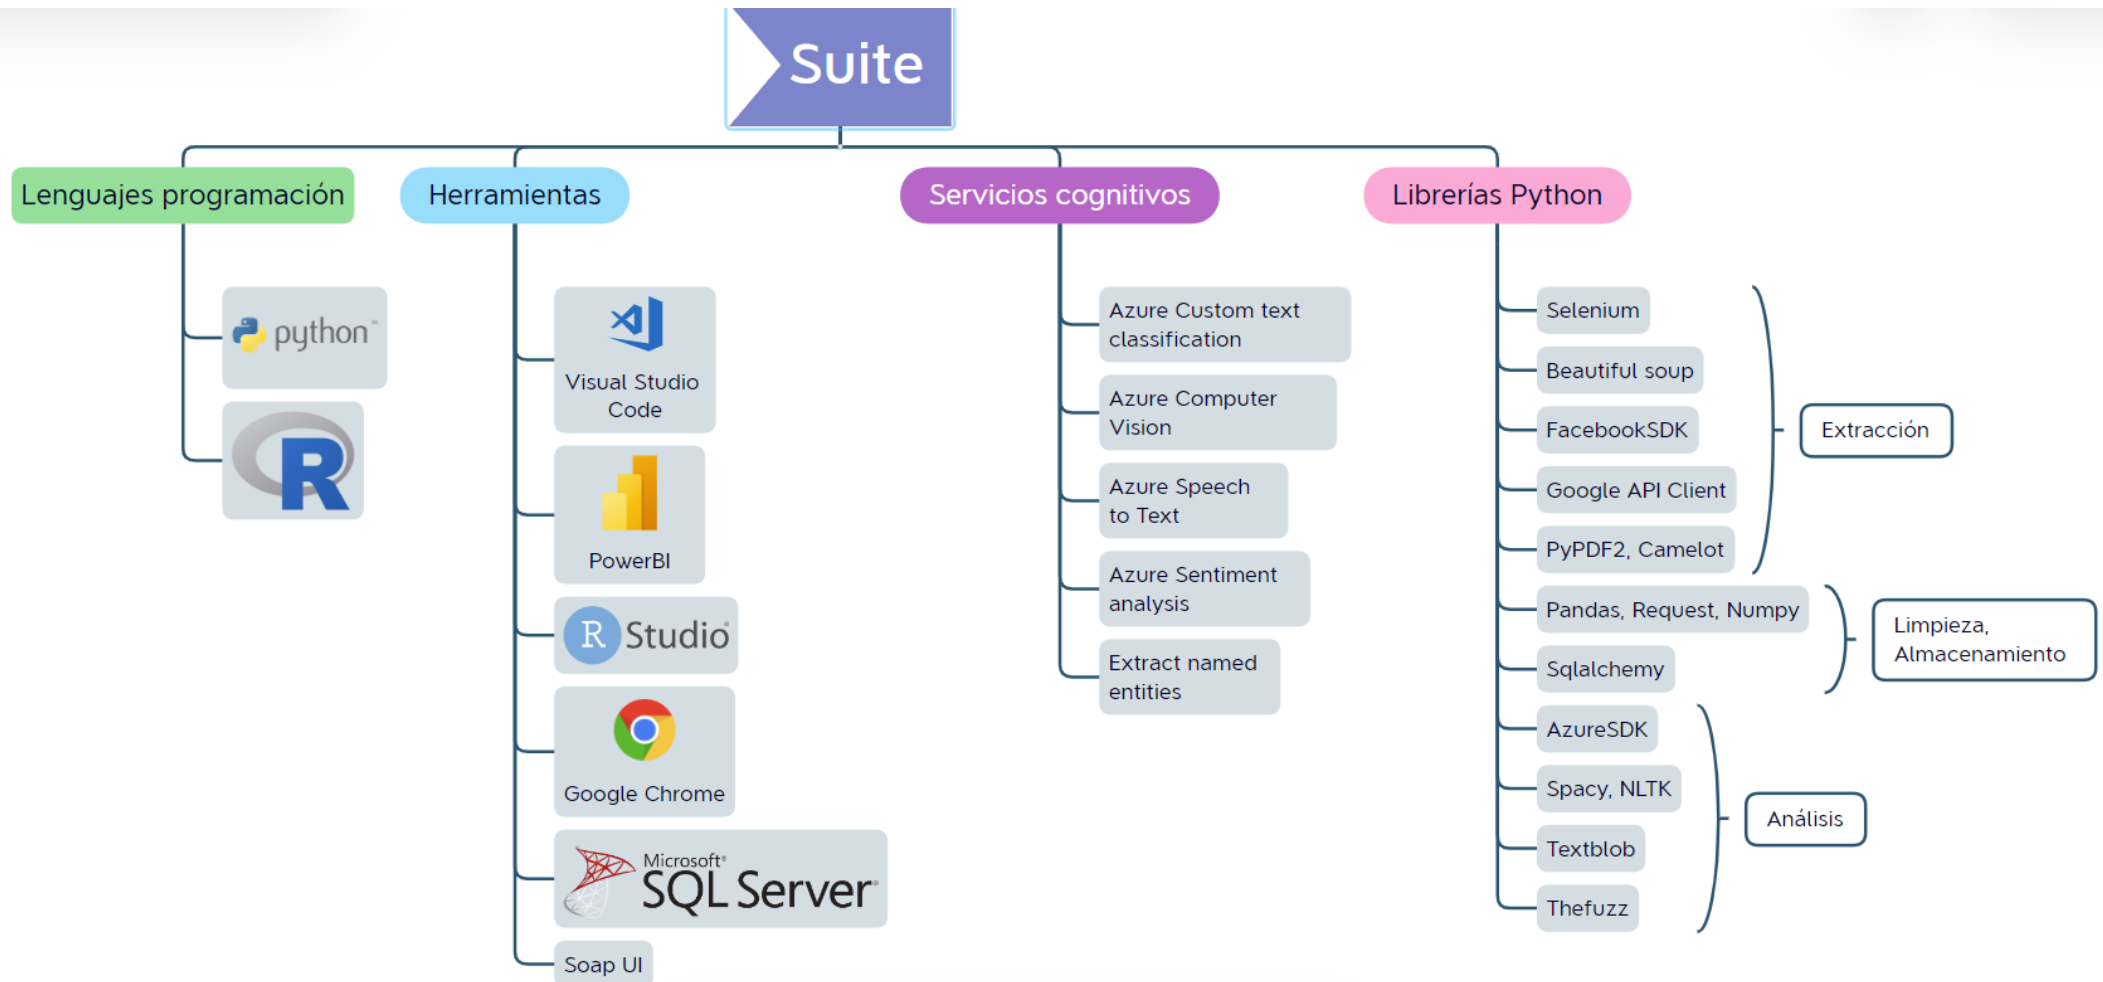 Suite
Lenguajes programación
Herramientas
Servicios cognitivos
Librerías Python
python™
R
Visual Studio
Code
PowerBI
R Studio®
Google Chrome
Microsoft®
SQL Server®
Soap UI
Azure Custom text
classification
Azure Computer
Vision
Azure Speech
to Text
Azure Sentiment
analysis
Extract named
entities
Selenium
Beautiful soup
FacebookSDK
Google API Client
PyPDF2, Camelot
Extracción
Pandas, Request, Numpy
Sqlalchemy
Limpieza,
Almacenamiento
AzureSDK
Spacy, NLTK
Textblob
Thefuzz
Análisis